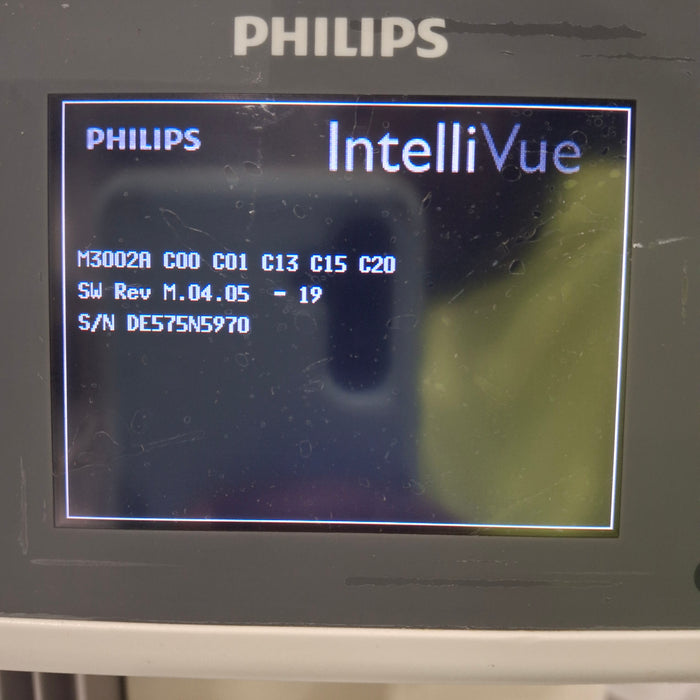 PHILIPS
PHILIPS IntelliVue
M3002A C00 C01 C13 C15 C20
SW Rev M.04.05 - 19
S/N DE575N5970